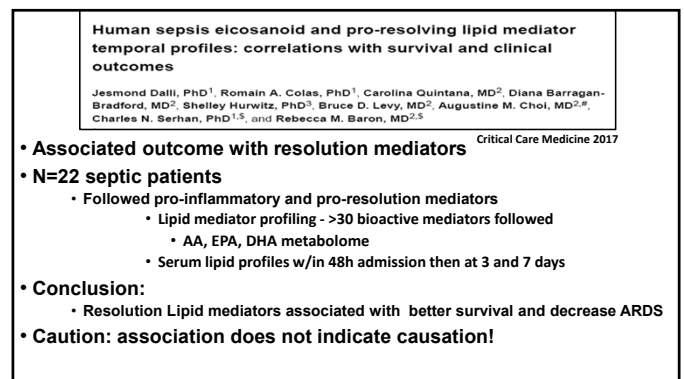 Human sepsis eicosanoid and pro-resolving lipid mediator
temporal profiles: correlations with survival and clinical
outcomes
Jesmond Dalli, PhD1, Romain A. Colas, PhD1, Carolina Quintana, MD2, Diana Barragan-
Bradford, MD2, Shelley Hurwitz, PhD3, Bruce D. Levy, MD2, Augustine M. Choi, MD2,#,
Charles N. Serhan, PhD1,$, and Rebecca M. Baron, MD2,$
Critical Care Medicine 2017
• Associated outcome with resolution mediators
• N=22 septic patients
• Followed pro-inflammatory and pro-resolution mediators
• Lipid mediator profiling - >30 bioactive mediators followed
• AA, EPA, DHA metabolome
• Serum lipid profiles w/in 48h admission then at 3 and 7 days
• Conclusion:
• Resolution Lipid mediators associated with better survival and decrease ARDS
• Caution: association does not indicate causation!